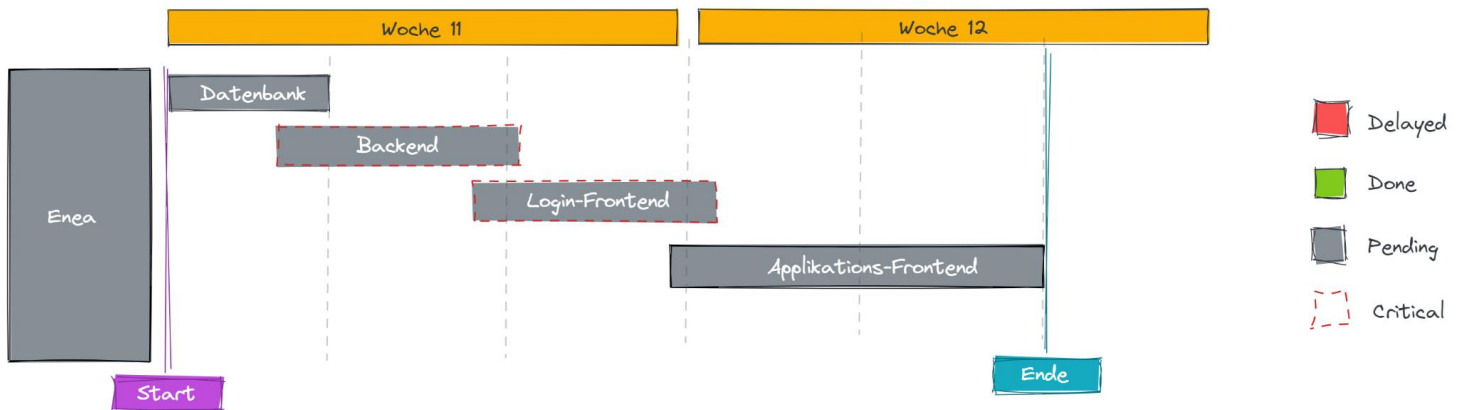 Woche 11
Woche 12
Datenbank
Backend
Login-Frontend
Enea
Applikations-Frontend
Start
Ende
Delayed
Done
Pending
Critical